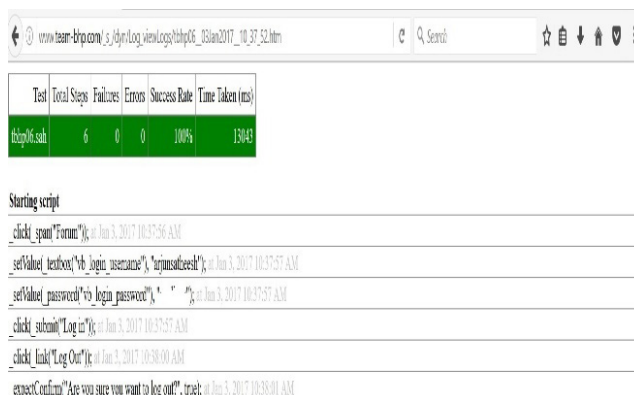 www.team-bhp.com/_s_/dyn/Log_viewLogs/tbhp06__03Jan2017__10_37_52.htm
Search
Test Total Steps Failures Errors Success Rate Time Taken (ms)
tbhp06.sah 6 0 0 100% 13043
Starting script
_click(_span("Forum")); at Jan 3, 2017 10:37:56 AM
_setValue(_textbox("vb_login_username"), "arjunsatheesh"); at Jan 3, 2017 10:37:57 AM
_setValue(_password("vb_login_password"), " "); at Jan 3, 2017 10:37:57 AM
_click(_submit("Log in")); at Jan 3, 2017 10:37:57 AM
_click(_link("Log Out")); at Jan 3, 2017 10:38:00 AM
_expectConfirm("Are you sure you want to log out?", true); at Jan 3, 2017 10:38:01 AM